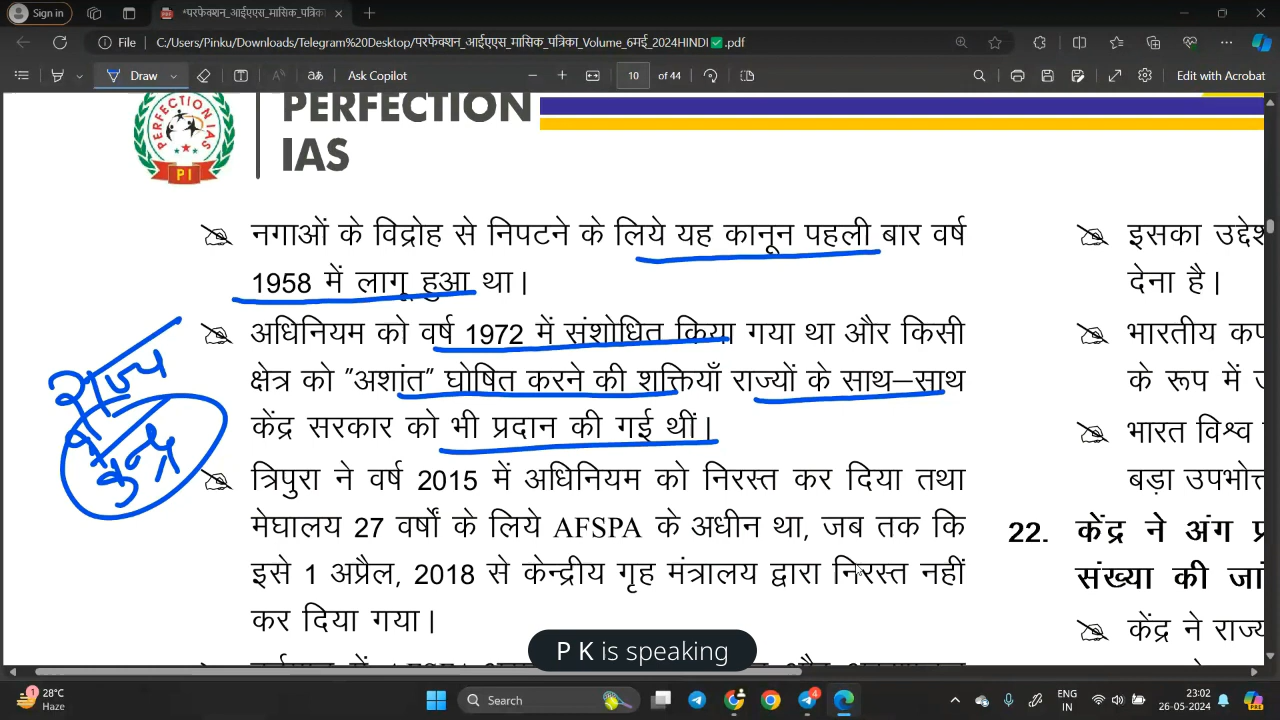 Sign in
*परफेक्शन_आईएएस_मासिक_पत्रिका
File C:/Users/Pinku/Downloads/Telegram%20Desktop/परफेक्शन_आईएएस_मासिक_पत्रिका_Volume_6मई_2024HINDI✅.pdf
Draw Ask Copilot 10 of 44 Edit with Acrobat
PERFECTION
IAS
PERFECTION IAS
PI
नगाओं के विद्रोह से निपटने के लिये यह कानून पहली बार वर्ष
1958 में लागू हुआ था।
अधिनियम को वर्ष 1972 में संशोधित किया गया था और किसी
क्षेत्र को "अशांत" घोषित करने की शक्तियाँ राज्यों के साथ–साथ
केंद्र सरकार को भी प्रदान की गई थीं।
त्रिपुरा ने वर्ष 2015 में अधिनियम को निरस्त कर दिया तथा
मेघालय 27 वर्षों के लिये AFSPA के अधीन था, जब तक कि
इसे 1 अप्रैल, 2018 से केन्द्रीय गृह मंत्रालय द्वारा निरस्त नहीं
कर दिया गया।
राज्य
इसका उद्देश
देना है।
भारतीय कप
के रूप में
भारत विश्व
बड़ा उपभोत्त
22. केंद्र ने अंग प्र
संख्या की जां
केंद्र ने राज्य
P K is speaking
28°C
Haze
Search
ENG
IN
23:02
26-05-2024